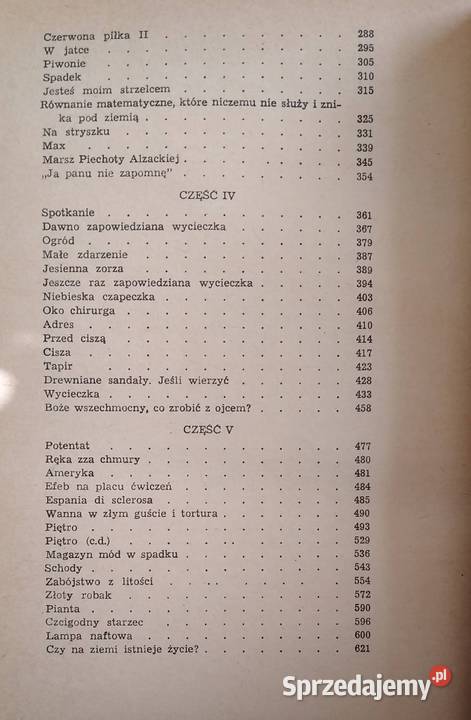 Czerwona piłka II . . . . . . . . . . 288
W jatce . . . . . . . . . . 295
Piwonie . . . . . . . . . . 305
Spadek . . . . . . . . . . 310
Jesteś moim strzelcem . . . . . . . . 315
Równanie matematyczne, które niczemu nie służy i zni-
ka pod ziemią . . . . . . . . . . 325
Na stryszku . . . . . . . . . . 331
Max . . . . . . . . . . 339
Marsz Piechoty Alzackiej . . . . . . . . 345
„Ja panu nie zapomnę” . . . . . . . . 354
CZĘŚĆ IV
Spotkanie . . . . . . . . . . 361
Dawno zapowiedziana wycieczka . . . . . . 367
Ogród . . . . . . . . . . 379
Małe zdarzenie . . . . . . . . . . 387
Jesienna zorza . . . . . . . . . . 389
Jeszcze raz zapowiedziana wycieczka . . . . . 394
Niebieska czapeczka . . . . . . . . 403
Oko chirurga . . . . . . . . . . 406
Adres . . . . . . . . . . 410
Przed ciszą . . . . . . . . . . 414
Cisza . . . . . . . . . . 417
Tapir . . . . . . . . . . 423
Drewniane sandały. Jeśli wierzyć . . . . . . 428
Wycieczka . . . . . . . . . . 433
Boże wszechmocny, co zrobić z ojcem? . . . . . 458
CZĘŚĆ V
Potentat . . . . . . . . . . 477
Ręka zza chmury . . . . . . . . . . 480
Ameryka . . . . . . . . . . 481
Efeb na placu ćwiczeń . . . . . . . . 484
Espania di sclerosa . . . . . . . . 485
Wanna w złym guście i tortura . . . . . . 490
Piętro . . . . . . . . . . 493
Piętro (c.d.) . . . . . . . . . . 529
Magazyn mód w spadku . . . . . . . . 536
Schody . . . . . . . . . . 543
Zabójstwo z litości . . . . . . . . 554
Złoty robak . . . . . . . . . . 572
Pianta . . . . . . . . . . 590
Czcigodny starzec . . . . . . . . 596
Lampa naftowa . . . . . . . . . . 600
Czy na ziemi istnieje życie? . . . . . . . 621
Sprzedajemy.pl